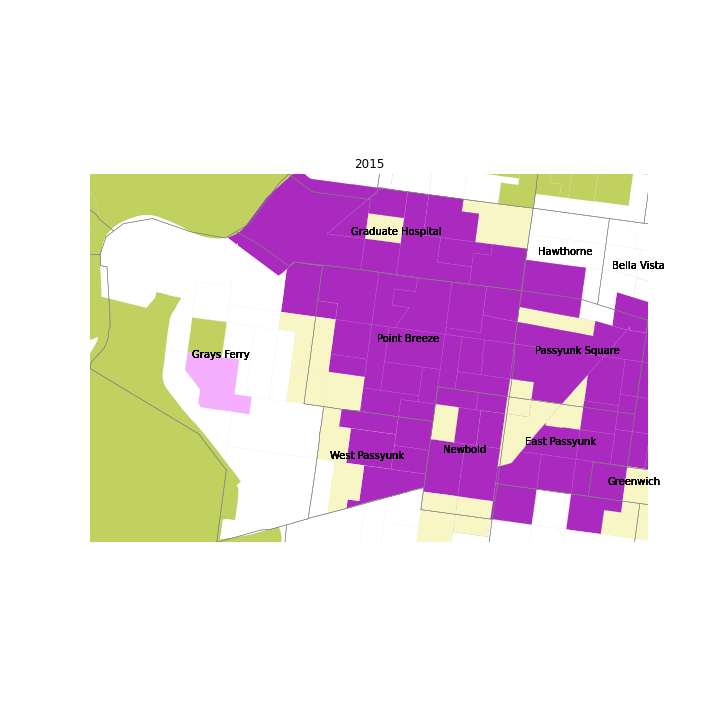 2015
Graduate Hospital
Hawthorne
Bella Vista
Point Breeze
Passyunk Square
Grays Ferry
East Passyunk
Newbold
West Passyunk
Greenwich